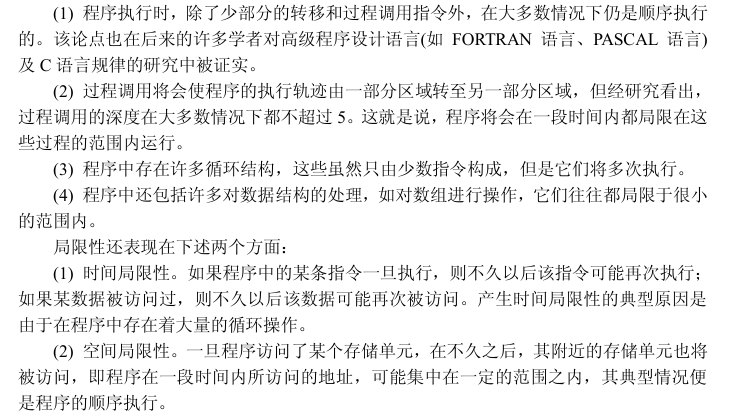 (1) 程序执行时，除了少部分的转移和过程调用指令外，在大多数情况下仍是顺序执行
的。该论点也在后来的许多学者对高级程序设计语言(如 FORTRAN 语言、PASCAL 语言)
及 C 语言规律的研究中被证实。
(2) 过程调用将会使程序的执行轨迹由一部分区域转至另一部分区域，但经研究看出，
过程调用的深度在大多数情况下都不超过 5。这就是说，程序将会在一段时间内都局限在这
些过程的范围内运行。
(3) 程序中存在许多循环结构，这些虽然只由少数指令构成，但是它们将多次执行。
(4) 程序中还包括许多对数据结构的处理，如对数组进行操作，它们往往都局限于很小
的范围内。
局限性还表现在下述两个方面：
(1) 时间局限性。如果程序中的某条指令一旦执行，则不久以后该指令可能再次执行；
如果某数据被访问过，则不久以后该数据可能再次被访问。产生时间局限性的典型原因是
由于在程序中存在着大量的循环操作。
(2) 空间局限性。一旦程序访问了某个存储单元，在不久之后，其附近的存储单元也将
被访问，即程序在一段时间内所访问的地址，可能集中在一定的范围之内，其典型情况便
是程序的顺序执行。